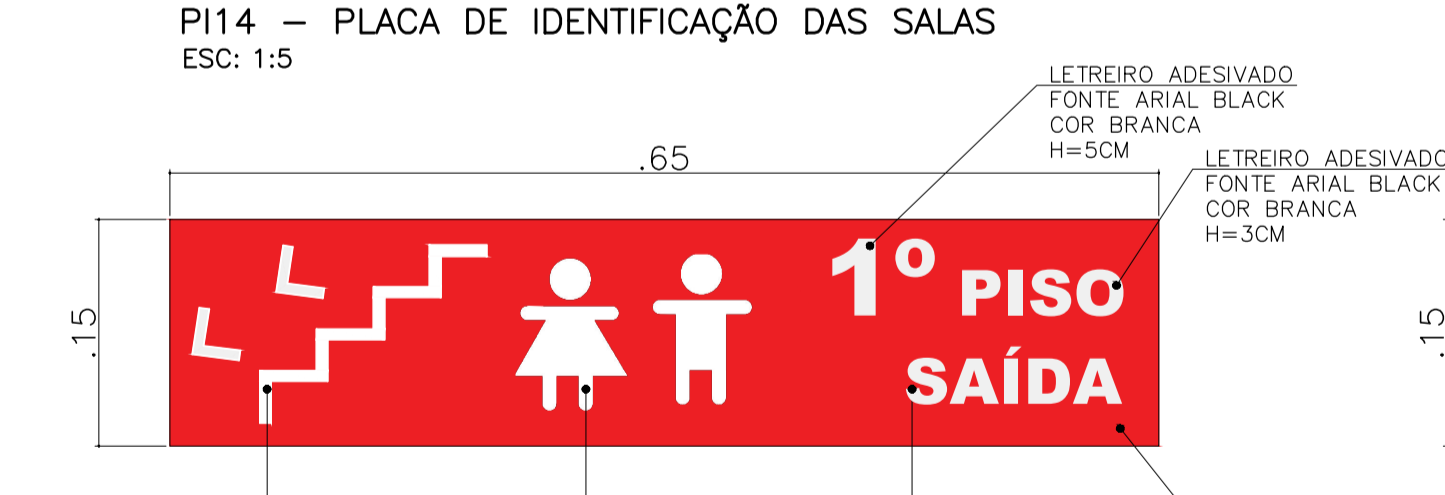 PI14 – PLACA DE IDENTIFICAÇÃO DAS SALAS
ESC: 1:5
LETREIRO ADESIVADO
FONTE ARIAL BLACK
COR BRANCA
H=5CM
LETREIRO ADESIVADO
FONTE ARIAL BLACK
COR BRANCA
H=3CM
.65
.15
1º PISO
SAÍDA
.15